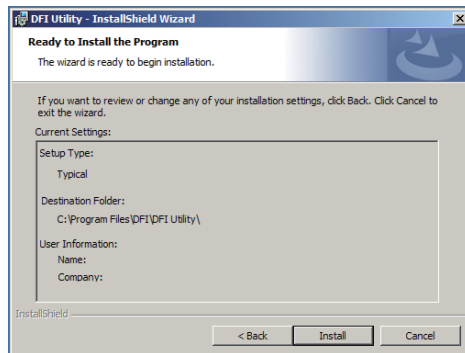 DFI Utility - InstallShield Wizard
Ready to Install the Program
The wizard is ready to begin installation.
If you want to review or change any of your installation settings, click Back. Click Cancel to
exit the wizard.
Current Settings:
Setup Type:
Typical
Destination Folder:
C:\Program Files\DFI\DFI Utility\
User Information:
Name:
Company:
InstallShield
< Back
Install
Cancel